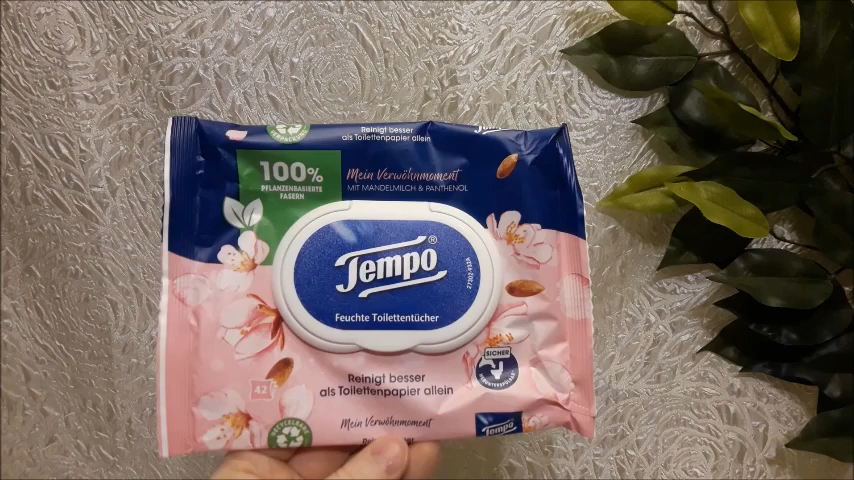 VERPACKUNG
Reinigt besser
als Toilettenpapier allein
100%
PFLANZENBASIERTE
FASERN
Mein Verwöhnmoment
MIT MANDELMILCH & PANTHENOL
Tempo®
Feuchte Toilettentücher
SICHER
42
Reinigt besser
als Toilettenpapier allein
Mein Verwöhnmoment
Tempo